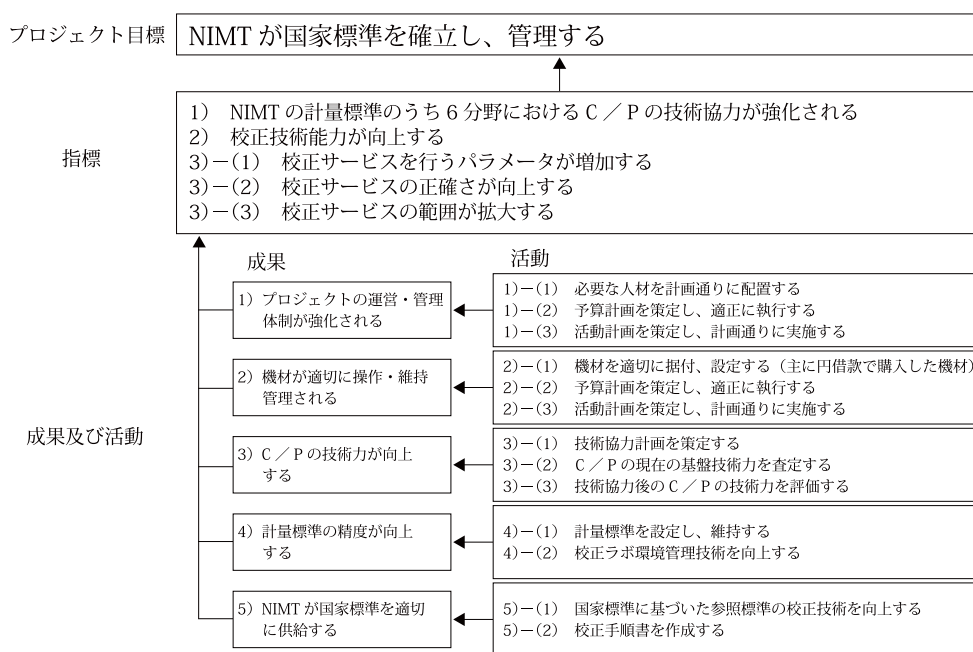 プロジェクト目標
NIMT が国家標準を確立し、管理する
指標
1) NIMT の計量標準のうち 6 分野における C ／ P の技術協力が強化される
2) 校正技術能力が向上する
3)－(1) 校正サービスを行うパラメータが増加する
3)－(2) 校正サービスの正確さが向上する
3)－(3) 校正サービスの範囲が拡大する
成果及び活動
成果
活動
1) プロジェクトの運営・管理
体制が強化される
1)－(1) 必要な人材を計画通りに配置する
1)－(2) 予算計画を策定し、適正に執行する
1)－(3) 活動計画を策定し、計画通りに実施する
2) 機材が適切に操作・維持
管理される
2)－(1) 機材を適切に据付、設定する（主に円借款で購入した機材）
2)－(2) 予算計画を策定し、適正に執行する
2)－(3) 活動計画を策定し、計画通りに実施する
3) C ／ P の技術力が向上
する
3)－(1) 技術協力計画を策定する
3)－(2) C ／ P の現在の基盤技術力を査定する
3)－(3) 技術協力後の C ／ P の技術力を評価する
4) 計量標準の精度が向上
する
4)－(1) 計量標準を設定し、維持する
4)－(2) 校正ラボ環境管理技術を向上する
5) NIMT が国家標準を適切
に供給する
5)－(1) 国家標準に基づいた参照標準の校正技術を向上する
5)－(2) 校正手順書を作成する